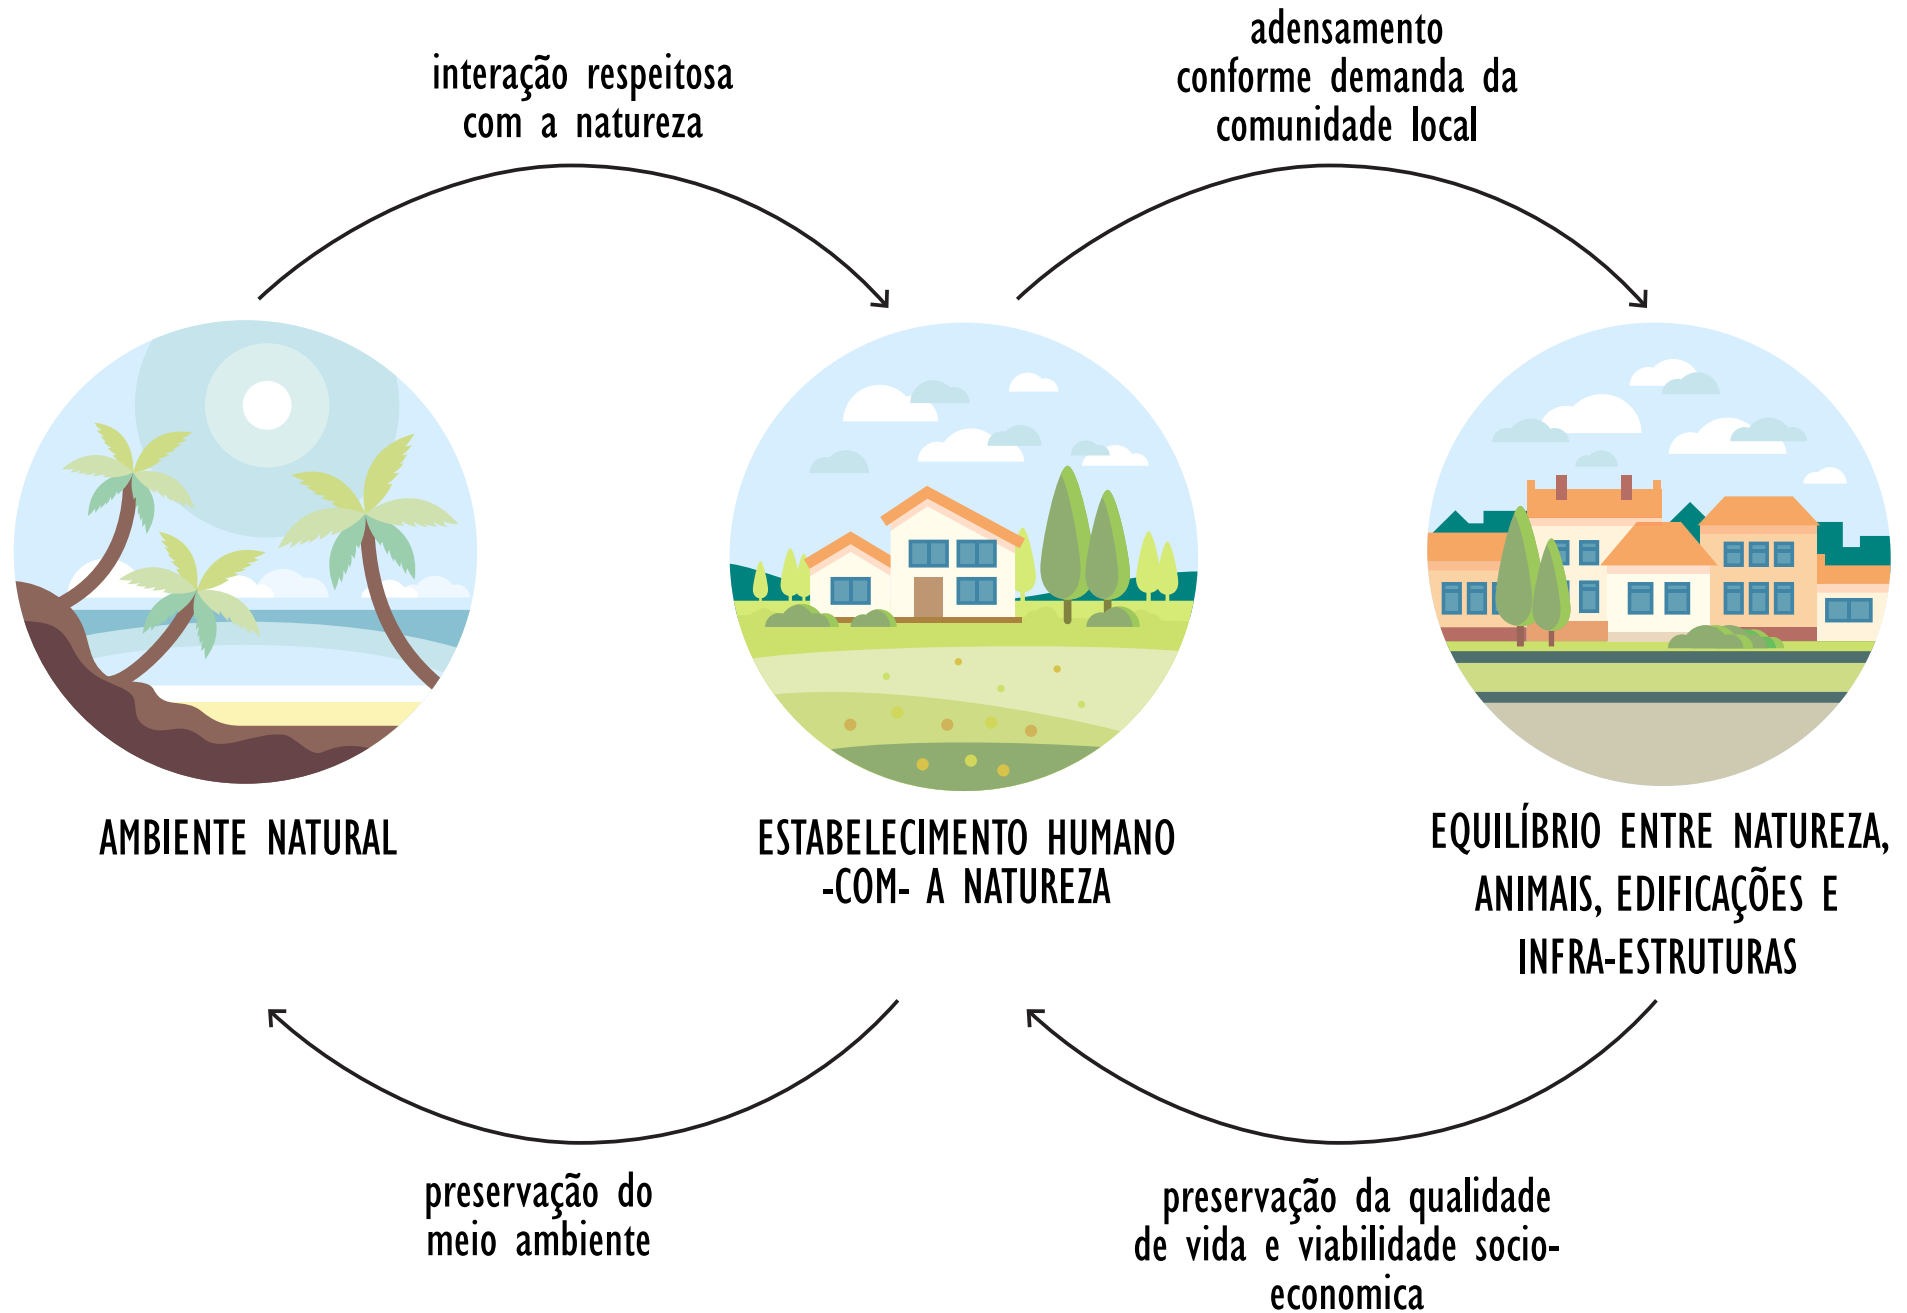 interação respeitosa
com a natureza
adensamento
conforme demanda da
comunidade local
AMBIENTE NATURAL
ESTABELECIMENTO HUMANO
-COM- A NATUREZA
EQUILÍBRIO ENTRE NATUREZA,
ANIMAIS, EDIFICAÇÕES E
INFRA-ESTRUTURAS
preservação do
meio ambiente
preservação da qualidade
de vida e viabilidade socio-
economica